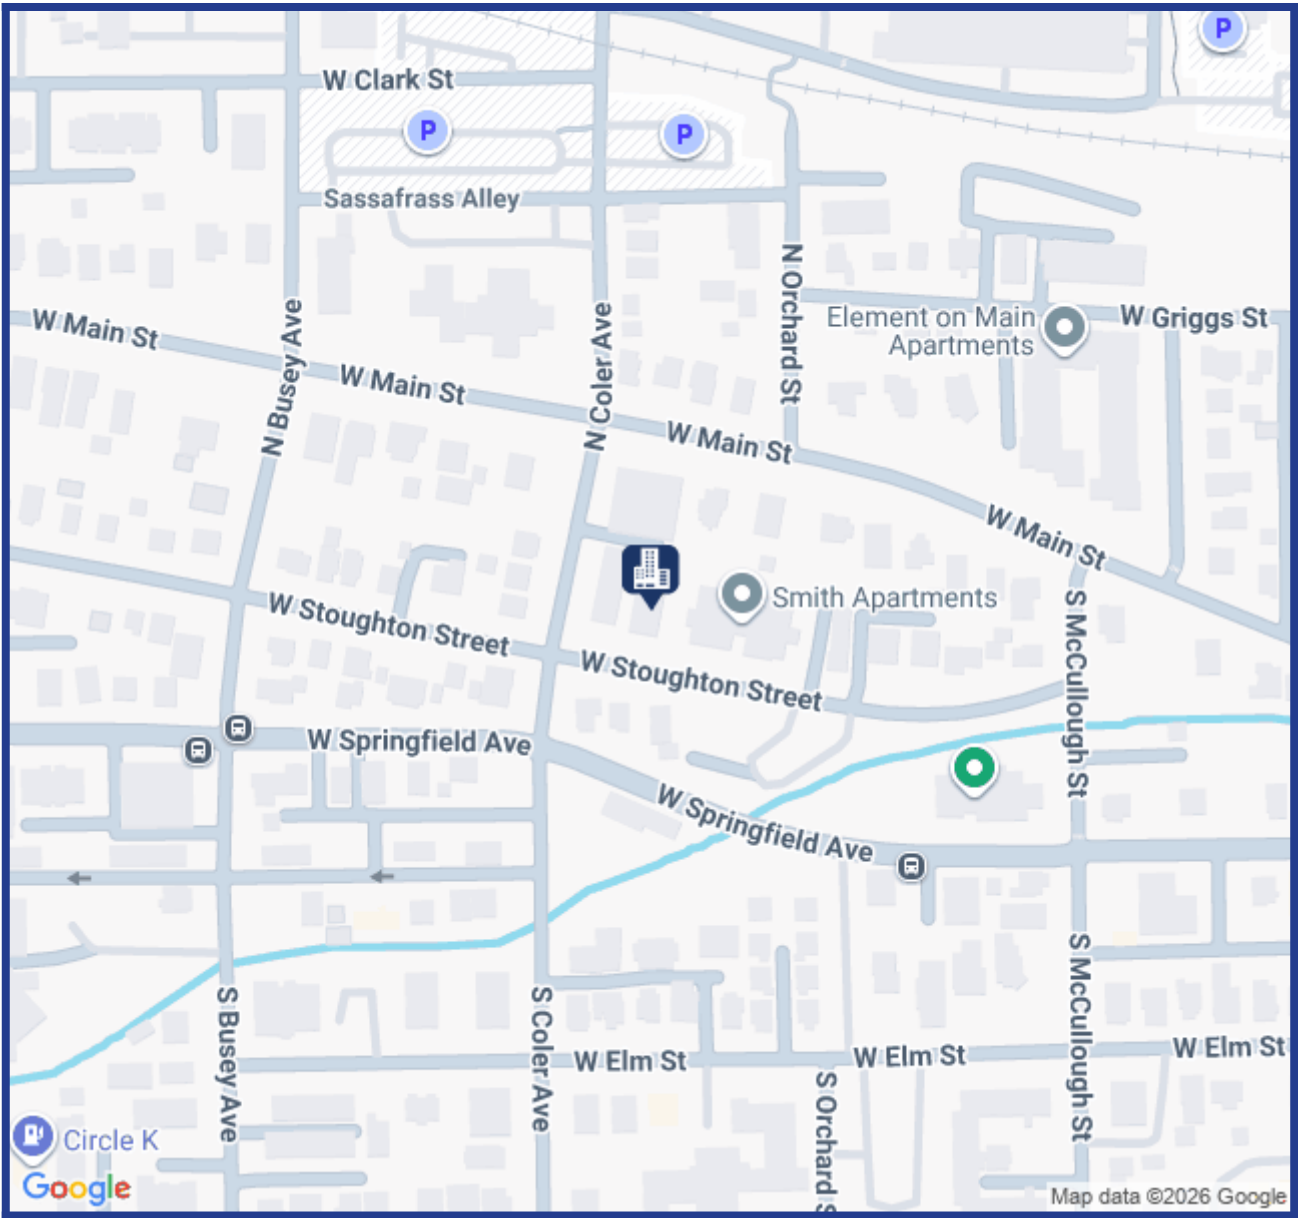 P
W Clark St
P
P
Sassafrass Alley
N Orchard St
W Main St
N Busey Ave
N Coler Ave
Element on Main
Apartments
W Griggs St
W Main St
W Main St
W Main St
Smith Apartments
W Stoughton Street
W Stoughton Street
S McCullough St
W Springfield Ave
W Springfield Ave
S McCullough St
S Busey Ave
S Coler Ave
W Elm St
W Elm St
W Elm St
S Orchard S
Circle K
Google
Map data ©2026 Google